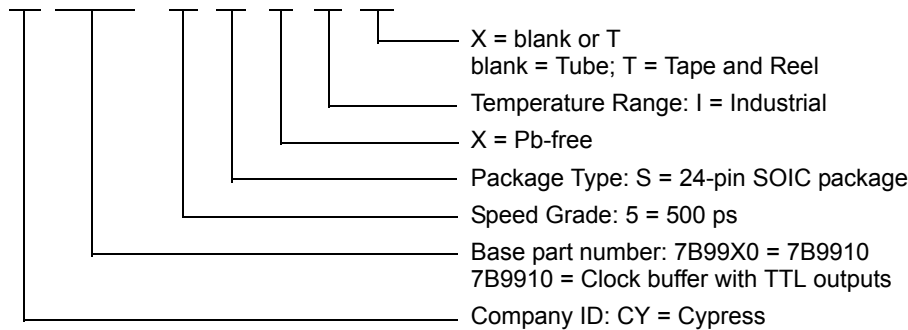 X = blank or T
blank = Tube; T = Tape and Reel
Temperature Range: I = Industrial
X = Pb-free
Package Type: S = 24-pin SOIC package
Speed Grade: 5 = 500 ps
Base part number: 7B99X0 = 7B9910
7B9910 = Clock buffer with TTL outputs
Company ID: CY = Cypress